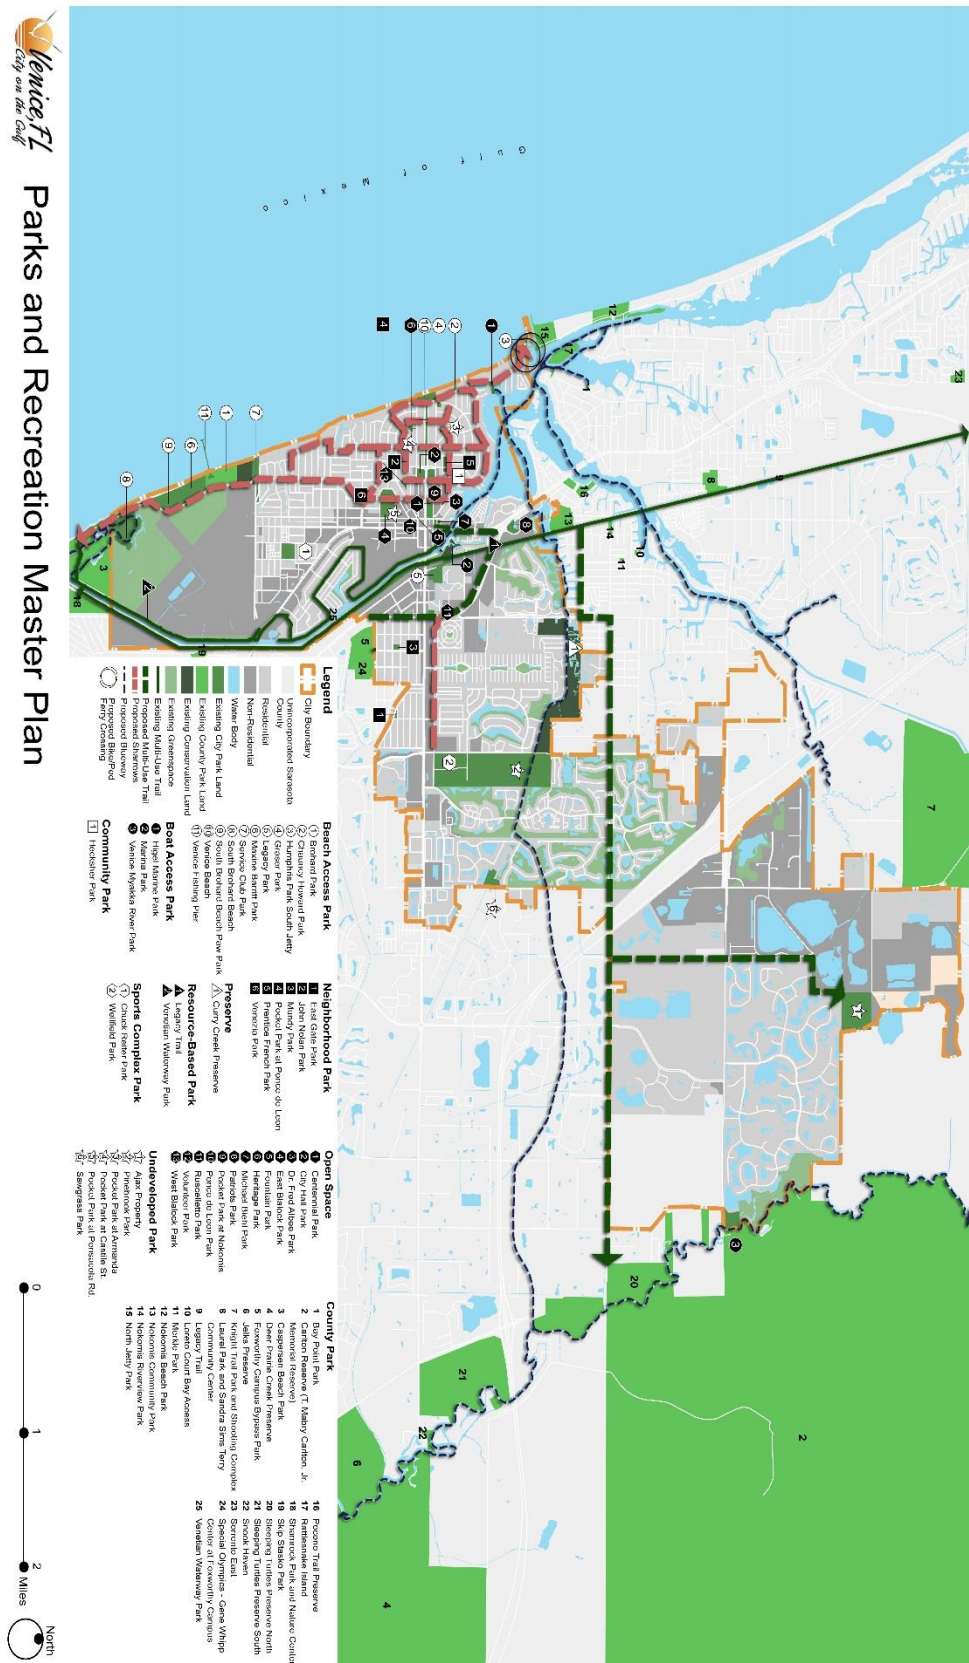 Venice, FL
City on the Gulf
Parks and Recreation Master Plan
Gulf of Mexico
Legend
City Boundary
Unincorporated Sarasota
County
Residential
Non-Residential
Water Body
Existing City Park Land
Existing County Park Land
Existing Conservation Land
Existing Greenspace
Existing Multi-Use Trail
Proposed Multi-Use Trail
Proposed Sharrows
Proposed Blueway
Proposed Bike/Ped
Ferry Crossing
Beach Access Park
1 Brohard Park
2 Chauncy Howard Park
3 Humphris Park South Jetty
4 Graser Park
5 Legacy Park
6 Maxine Barritt Park
7 Service Club Park
8 South Brohard Beach
9 South Brohard Beach Paw Park
10 Venice Beach
11 Venice Fishing Pier
Boat Access Park
1 Higel Marine Park
2 Marina Park
3 Venice Myakka River Park
Community Park
1 Hecksher Park
Neighborhood Park
1 East Gate Park
2 John Nolan Park
3 Mundy Park
4 Pocket Park at Ponce de Leon
5 Prentice French Park
6 Venezia Park
Preserve
1 Curry Creek Preserve
Resource-Based Park
1 Legacy Trail
2 Venetian Waterway Park
Sports Complex Park
1 Chuck Reiter Park
2 Wellfield Park
Open Space
1 Centennial Park
2 City Hall Park
3 Dr. Fred Albee Park
4 East Blalock Park
5 Fountain Park
6 Heritage Park
7 Michael Biehl Park
8 Patriots Park
9 Pocket Park at Nokomis
10 Ponce de Leon Park
11 Ruscelletto Park
12 Volunteer Park
13 West Blalock Park
Undeveloped Park
1 Ajax Property
2 Pinebrook Park
3 Pocket Park at Armanda
4 Pocket Park at Castile St.
5 Pocket Park at Pensacola Rd.
6 Sawgrass Park
County Park
1 Bay Point Park
2 Carlton Reserve (T. Mabry Carlton, Jr.
Memorial Reserve)
3 Caspersen Beach Park
4 Deer Prairie Creek Preserve
5 Foxworthy Campus Bypass Park
6 Jelks Preserve
7 Knight Trail Park and Shooting Complex
8 Laurel Park and Sandra Sims Terry
Community Center
9 Legacy Trail
10 Loreto Court Bay Access
11 Merkle Park
12 Nokomis Beach Park
13 Nokomis Community Park
14 Nokomis Riverview Park
15 North Jetty Park
16 Pocono Trail Preserve
17 Rattlesnake Island
18 Shamrock Park and Nature Center
19 Skip Stasko Park
20 Sleeping Turtles Preserve North
21 Sleeping Turtles Preserve South
22 Snook Haven
23 Sorrento East
24 Special Olympics - Gene Whipp
Center at Foxworthy Campus
25 Venetian Waterway Park
0 1 2 Miles
North